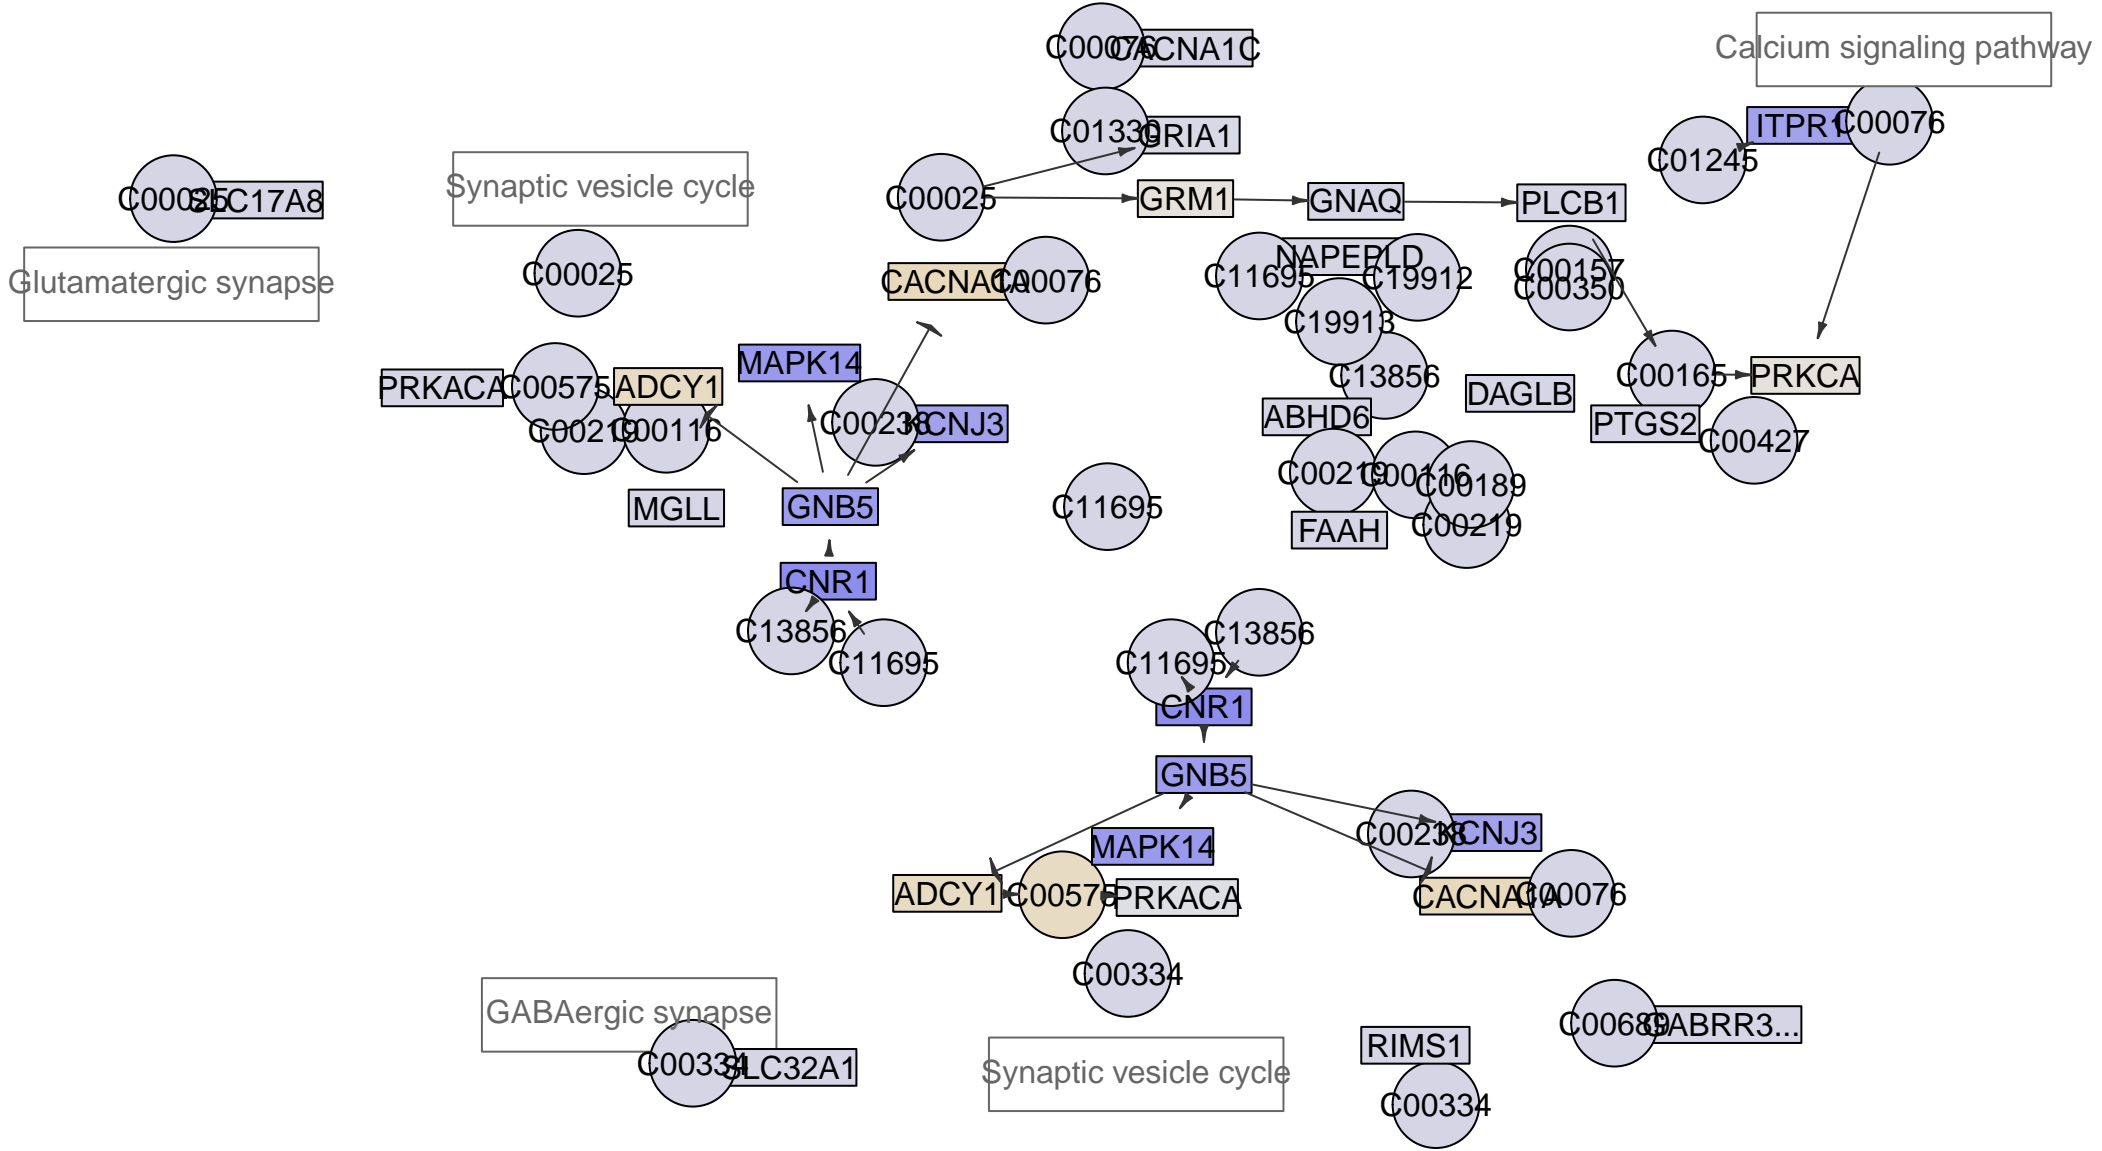 C00076
CACNA1C
Calcium signaling pathway
C01330
GRIA1
ITPR1
C00076
C01245
C00025
SLC17A8
Synaptic vesicle cycle
C00025
GRM1
GNAQ
PLCB1
Glutamatergic synapse
C00025
CACNA1A
C00076
C11695
NAPEPLD
C19912
C00157
C00350
C19913
MAPK14
PRKACA
C00575
ADCY1
C13856
DAGLB
C00165
PRKCA
C00219
C00116
C00238
KCNJ3
ABHD6
PTGS2
C00427
C00219
C00116
C00189
MGLL
GNB5
C11695
FAAH
C00219
CNR1
C13856
C11695
C13856
C11695
CNR1
GNB5
MAPK14
C00238
KCNJ3
ADCY1
C00575
PRKACA
CACNA1A
C00076
C00334
GABAergic synapse
C00689
GABRR3...
C00334
SLC32A1
Synaptic vesicle cycle
RIMS1
C00334